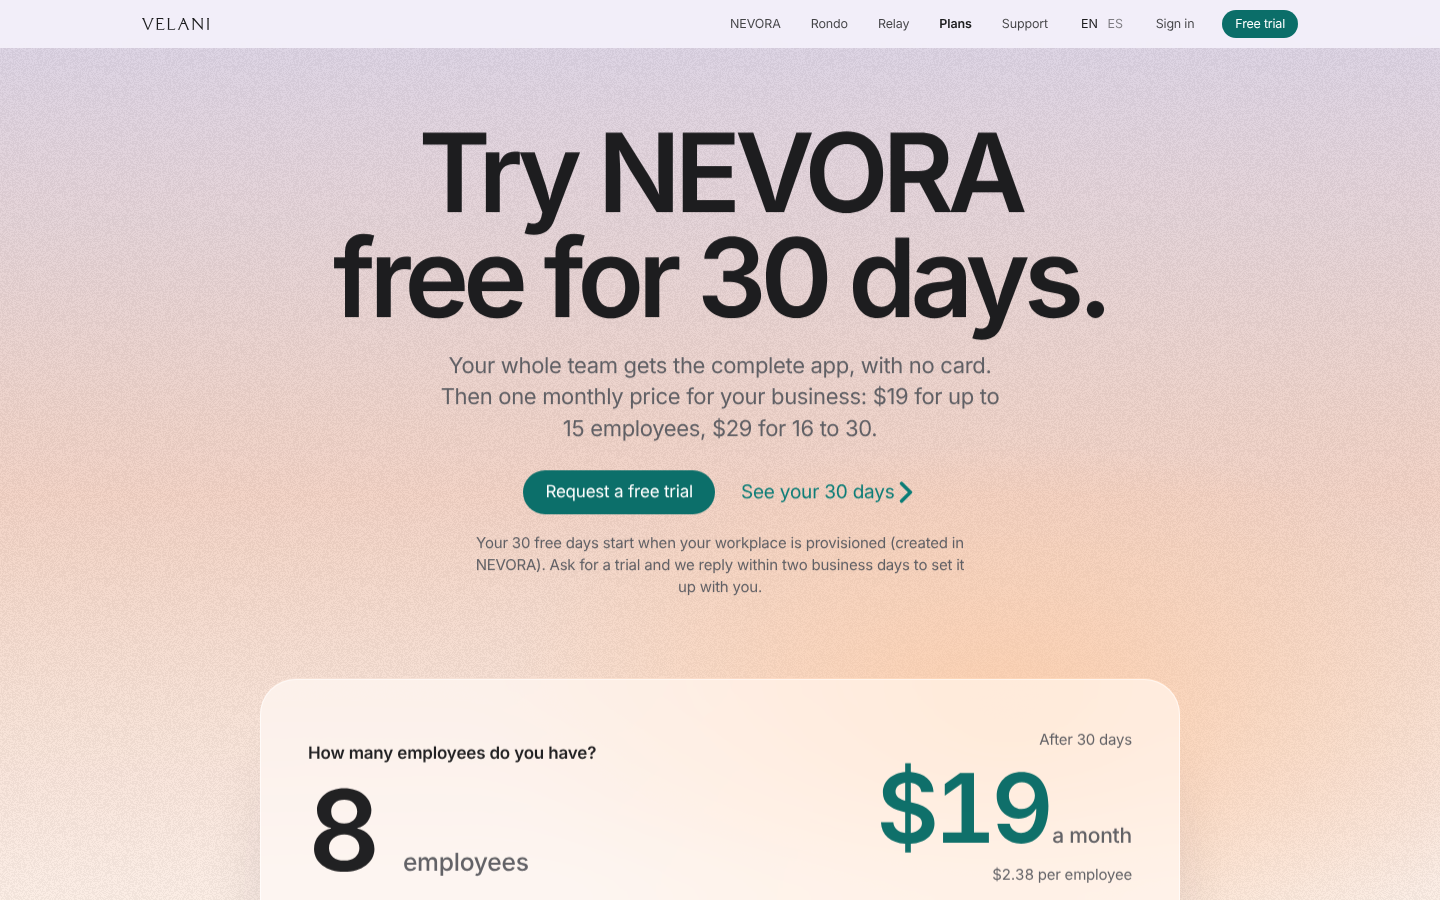 VELANI
NEVORA Rondo Relay Plans Support EN ES Sign in Free trial
Try NEVORA
free for 30 days.
Your whole team gets the complete app, with no card.
Then one monthly price for your business: $19 for up to
15 employees, $29 for 16 to 30.
Request a free trial
See your 30 days
Your 30 free days start when your workplace is provisioned (created in
NEVORA). Ask for a trial and we reply within two business days to set it
up with you.
How many employees do you have?
8 employees
After 30 days
$19 a month
$2.38 per employee